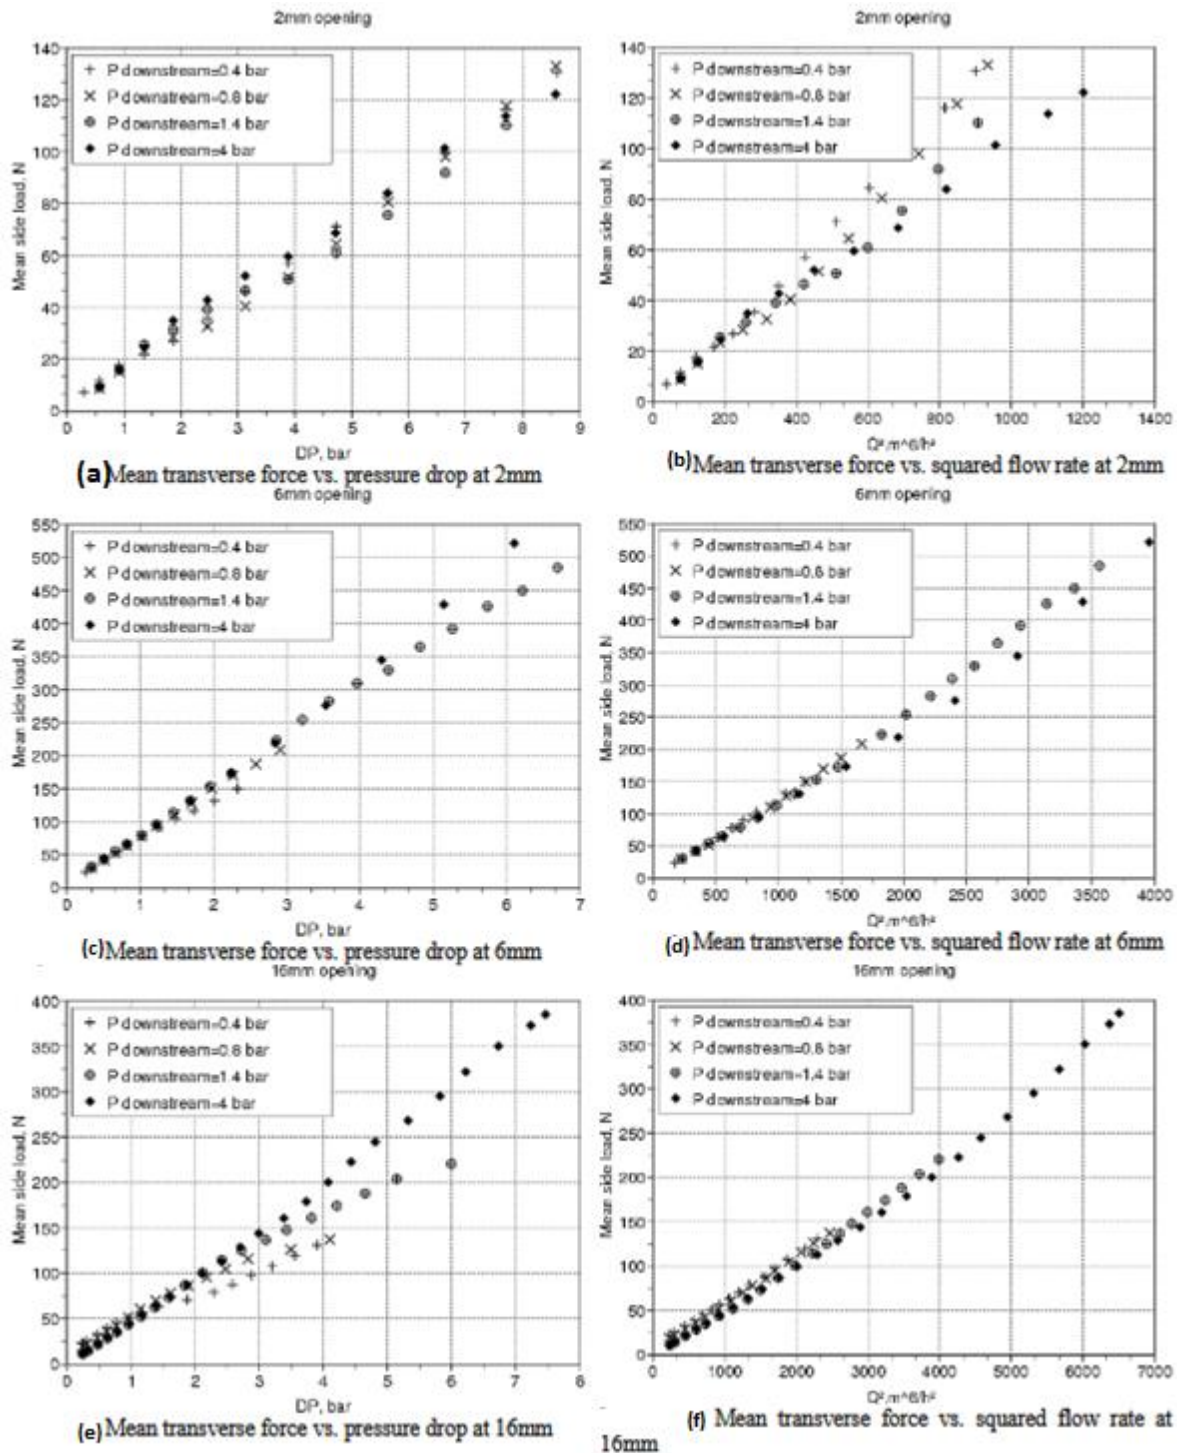 2mm opening
140
120
100
80
60
40
20
0
Mean side load, N
P downstream=0.4 bar
P downstream=0.8 bar
P downstream=1.4 bar
P downstream=4 bar
0 1 2 3 4 5 6 7 8 9
DP, bar
(a) Mean transverse force vs. pressure drop at 2mm
2mm opening
140
120
100
80
60
40
20
0
Mean side load, N
P downstream=0.4 bar
P downstream=0.8 bar
P downstream=1.4 bar
P downstream=4 bar
0 200 400 600 800 1000 1200 1400
Q²,m^6/h²
(b) Mean transverse force vs. squared flow rate at 2mm
6mm opening
550
500
450
400
350
300
250
200
150
100
50
0
Mean side load, N
P downstream=0.4 bar
P downstream=0.8 bar
P downstream=1.4 bar
P downstream=4 bar
0 1 2 3 4 5 6 7
DP, bar
(c) Mean transverse force vs. pressure drop at 6mm
6mm opening
550
500
450
400
350
300
250
200
150
100
50
0
Mean side load, N
P downstream=0.4 bar
P downstream=0.8 bar
P downstream=1.4 bar
P downstream=4 bar
0 500 1000 1500 2000 2500 3000 3500 4000
Q²,m^6/h²
(d) Mean transverse force vs. squared flow rate at 6mm
16mm opening
400
350
300
250
200
150
100
50
0
Mean side load, N
P downstream=0.4 bar
P downstream=0.8 bar
P downstream=1.4 bar
P downstream=4 bar
0 1 2 3 4 5 6 7 8
DP, bar
(e) Mean transverse force vs. pressure drop at 16mm
16mm opening
400
350
300
250
200
150
100
50
0
Mean side load, N
P downstream=0.4 bar
P downstream=0.8 bar
P downstream=1.4 bar
P downstream=4 bar
0 1000 2000 3000 4000 5000 6000 7000
Q²,m^6/h²
(f) Mean transverse force vs. squared flow rate at
16mm